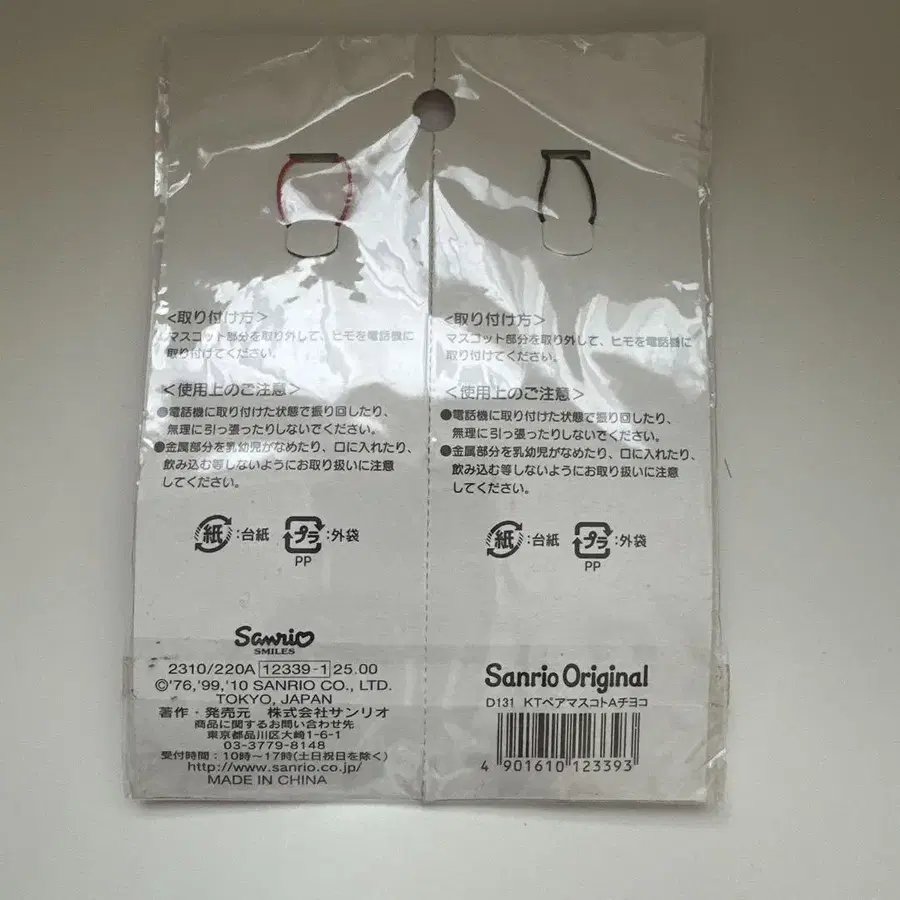 <取り付け方>
マスコット部分を取り外して、ヒモを電話機に
取り付けてください。
<使用上のご注意>
●電話機に取り付けた状態で振り回したり、
無理に引っ張ったりしないでください。
●金属部分を乳幼児がなめたり、口に入れたり、
飲み込む等しないようにお取り扱いに注意
してください。
紙:台紙 プラ:外袋
PP
Sanrio
SMILES
2310/220A 12339-1 25.00
©'76,'99,'10 SANRIO CO., LTD.
TOKYO, JAPAN
著作・発売元 株式会社サンリオ
商品に関するお問い合わせ先
東京都品川区大崎1-6-1
03-3779-8148
受付時間:10時〜17時(土日祝日を除く)
http://www.sanrio.co.jp/
MADE IN CHINA
<取り付け方>
マスコット部分を取り外して、ヒモを電話機に
取り付けてください。
<使用上のご注意>
●電話機に取り付けた状態で振り回したり、
無理に引っ張ったりしないでください。
●金属部分を乳幼児がなめたり、口に入れたり、
飲み込む等しないようにお取り扱いに注意
してください。
紙:台紙 プラ:外袋
PP
Sanrio Original
D131 KTペアマスコトAチヨコ
4 901610 123393